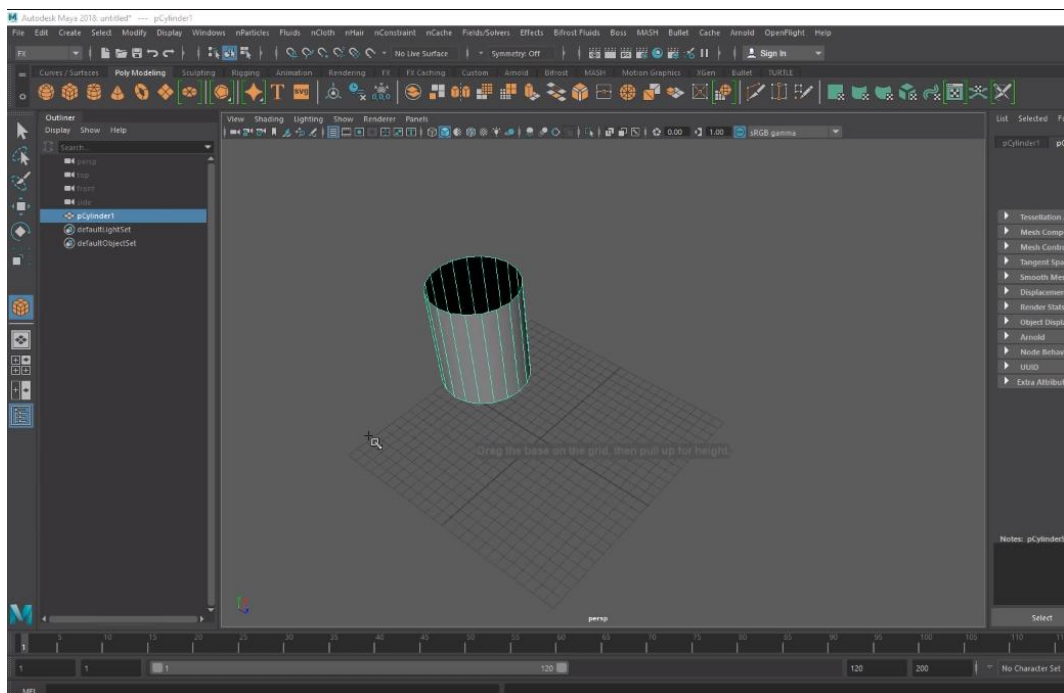 Autodesk Maya 2018: untitled* --- pCylinder1
File Edit Create Select Modify Display Windows nParticles Fluids nCloth nHair nConstraint nCache Fields/Solvers Effects Bifrost Fluids Boss MASH Bullet Cache Arnold OpenFlight Help
FX No Live Surface Symmetry: Off Sign In
Curves / Surfaces Poly Modeling Sculpting Rigging Animation Rendering FX FX Caching Custom Arnold Bifrost MASH Motion Graphics XGen Bullet TURTLE
T SVG
Outliner
Display Show Help
Search...
persp
top
front
side
pCylinder1
defaultLightSet
defaultObjectSet
View Shading Lighting Show Renderer Panels
0.00 1.00 sRGB gamma
Drag the base on the grid, then pull up for height.
persp
List Selected
pCylinder1
Tessellation
Mesh Comp
Mesh Contr
Tangent Spa
Smooth Mes
Displacemen
Render Stats
Object Displa
Arnold
Node Behav
UUID
Extra Attribut
Notes: pCylinderS
Select
5 10 15 20 25 30 35 40 45 50 55 60 65 70 75 80 85 90 95 100 105 110
1
1 1 1 120 120 200 No Character Set
MEL